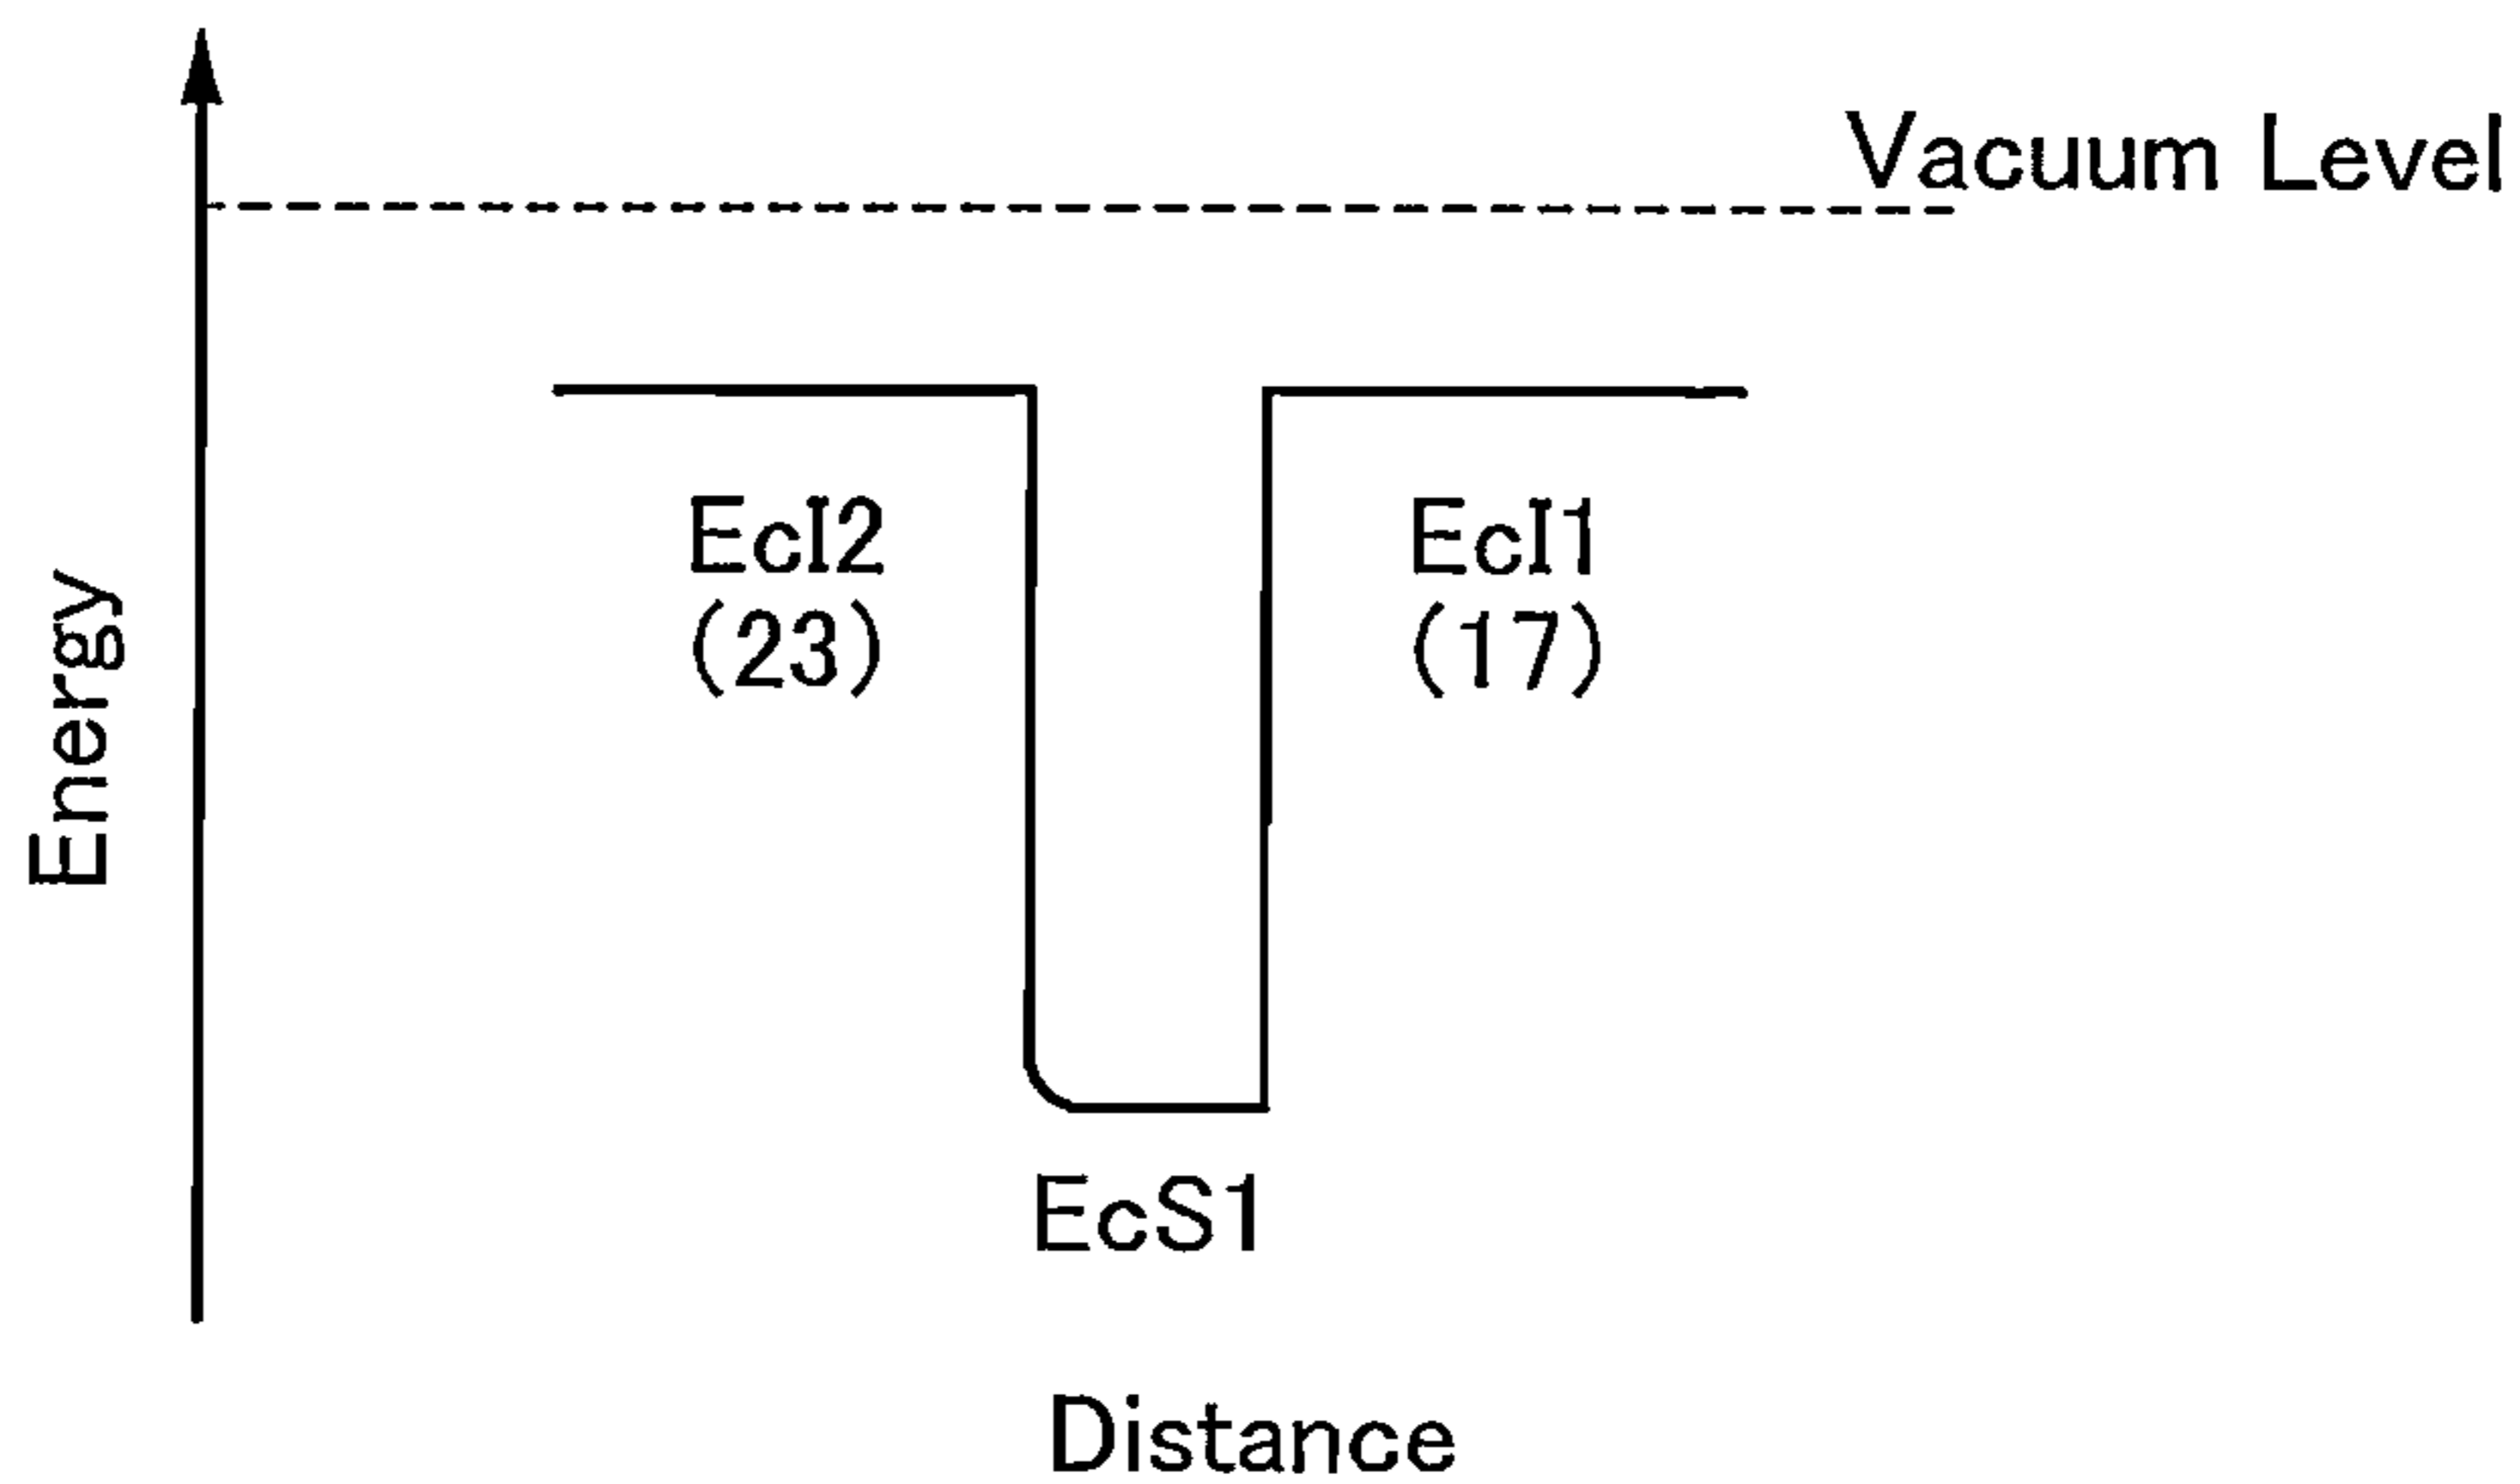 Vacuum Level
EcI2
(23)
EcI1
(17)
Energy
EcS1
Distance